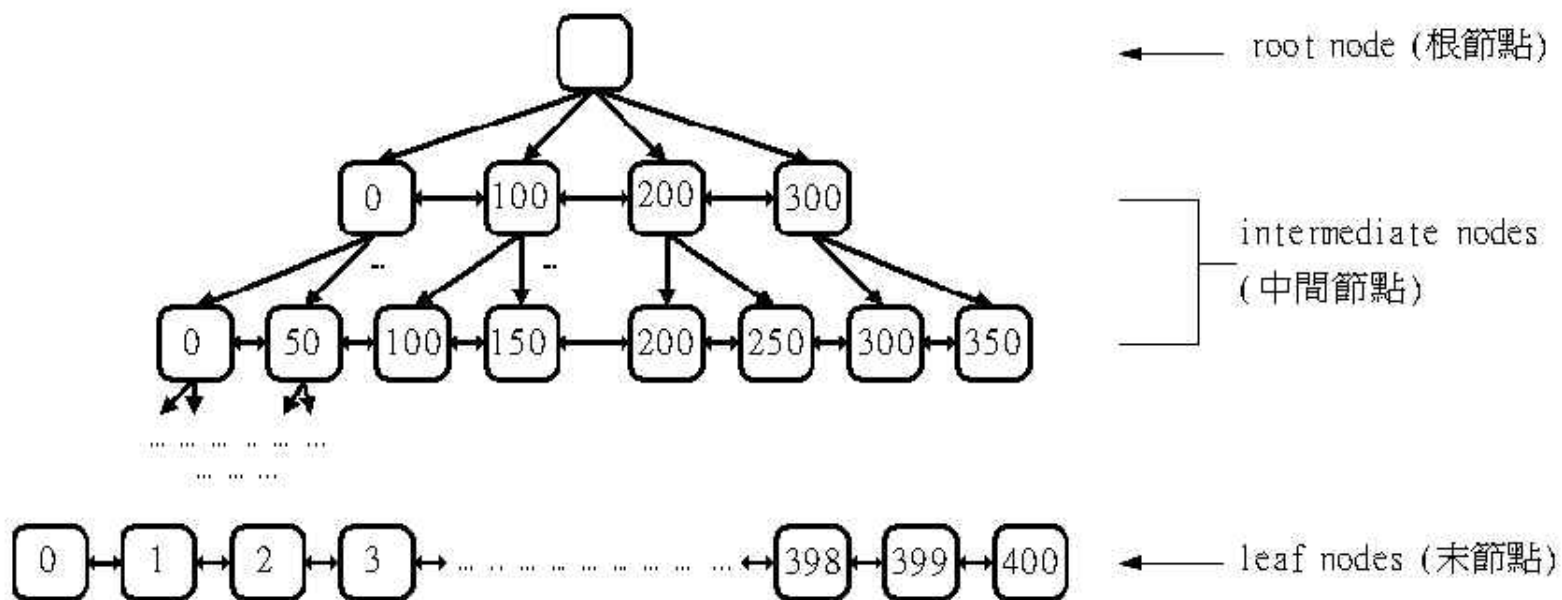 root node (根節點)
0 100 200 300
intermediate nodes
(中間節點)
... ...
0 50 100 150 200 250 300 350
... ... ... .. ... ...
... ... ...
0 1 2 3 ... .. ... ... ... ... ... ... ... 398 399 400
leaf nodes (末節點)